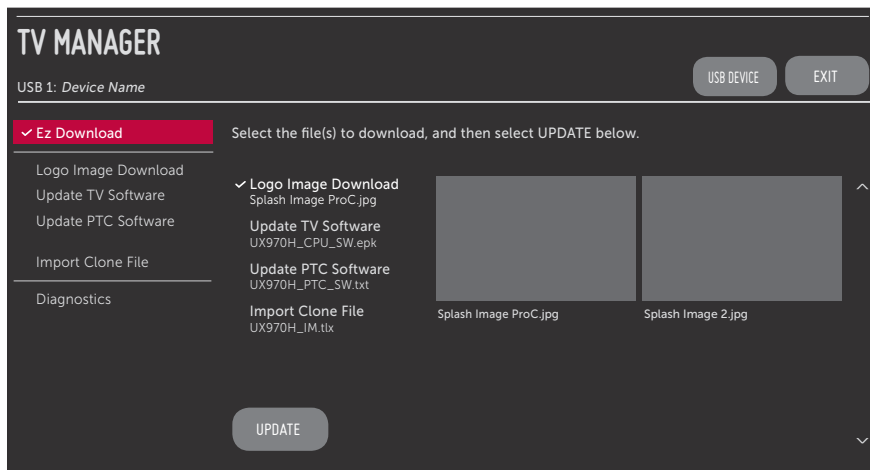 TV MANAGER
USB 1: Device Name
USB DEVICE
EXIT
Ez Download
Logo Image Download
Update TV Software
Update PTC Software
Import Clone File
Diagnostics
Select the file(s) to download, and then select UPDATE below.
Logo Image Download
Splash Image ProC.jpg
Update TV Software
UX970H_CPU_SW.epk
Update PTC Software
UX970H_PTC_SW.txt
Import Clone File
UX970H_IM.tlx
Splash Image ProC.jpg
Splash Image 2.jpg
UPDATE